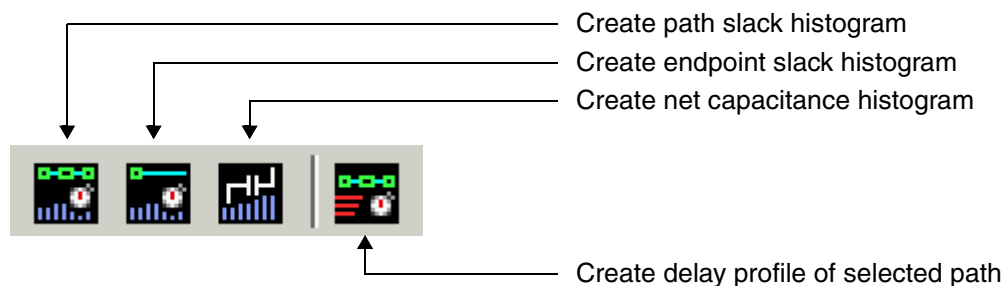 Create path slack histogram
Create endpoint slack histogram
Create net capacitance histogram
Create delay profile of selected path